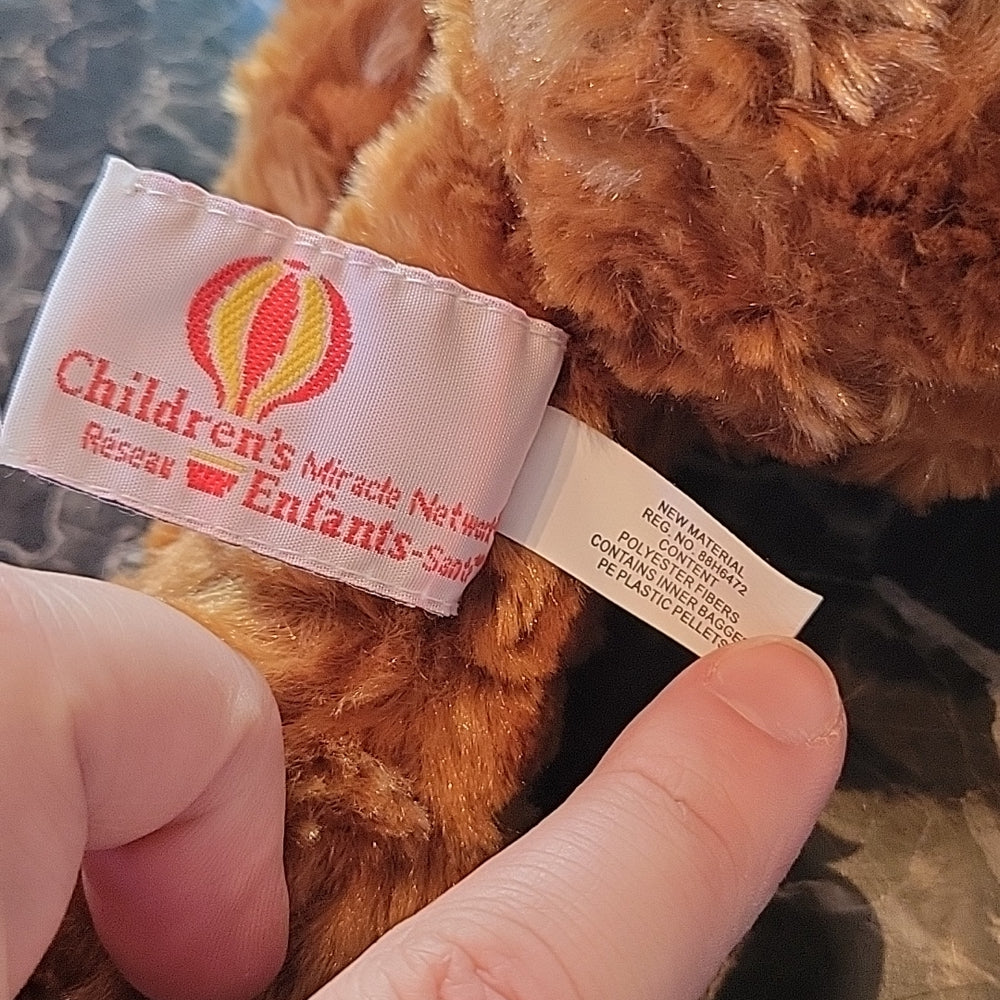 Children's Miracle Network
Réseau Enfants-Santé
NEW MATERIAL
REG. NO. 88H6472
CONTENT
POLYESTER FIBERS
CONTAINS INNER BAGGE
PE PLASTIC PELLETS